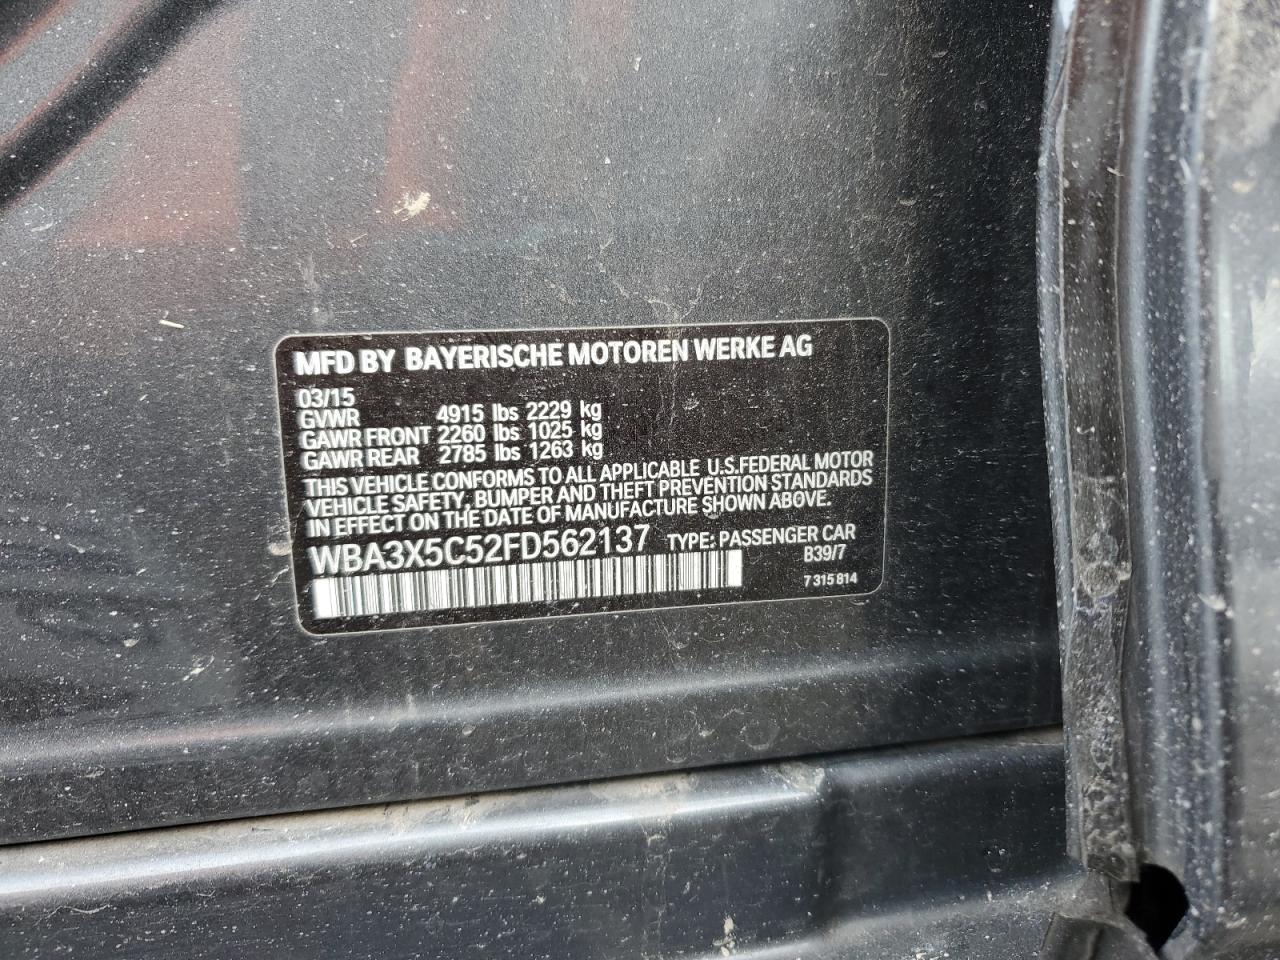 MFD BY BAYERISCHE MOTOREN WERKE AG
03/15
GVWR 4915 lbs 2229 kg
GAWR FRONT 2260 lbs 1025 kg
GAWR REAR 2785 lbs 1263 kg
THIS VEHICLE CONFORMS TO ALL APPLICABLE U.S.FEDERAL MOTOR
VEHICLE SAFETY, BUMPER AND THEFT PREVENTION STANDARDS
IN EFFECT ON THE DATE OF MANUFACTURE SHOWN ABOVE.
WBA3X5C52FD562137 TYPE: PASSENGER CAR
B39/7
7 315 814